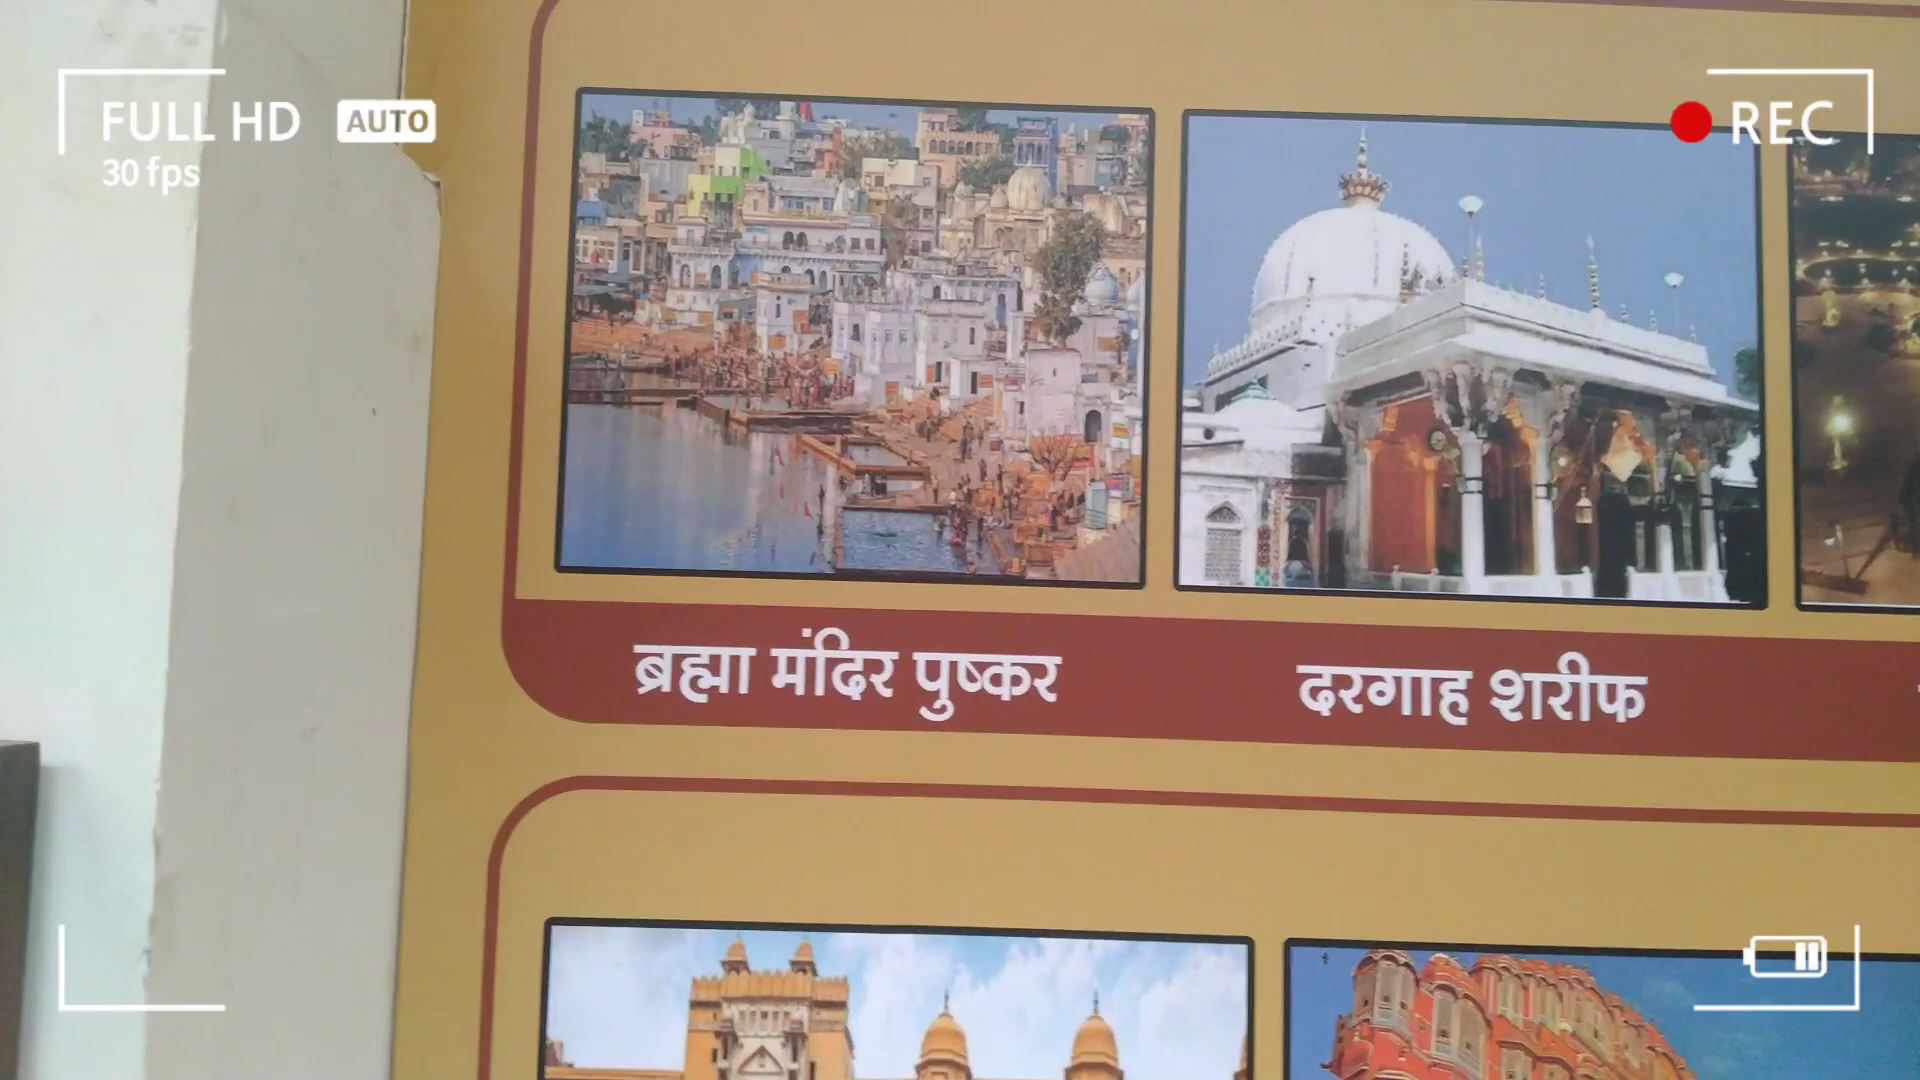 FULL HD AUTO
30 fps
REC
ब्रह्मा मंदिर पुष्कर
दरगाह शरीफ